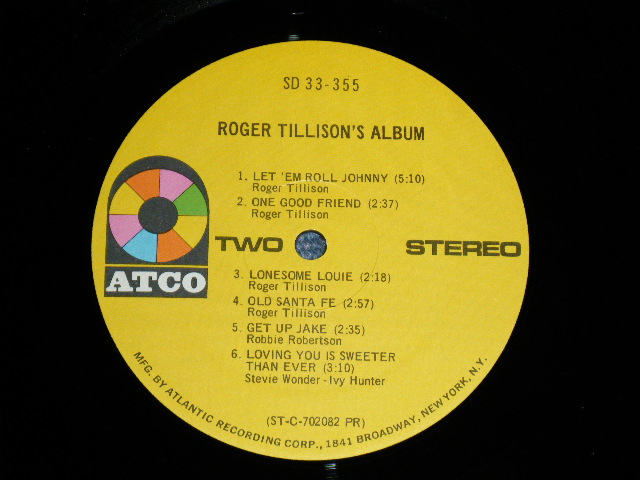 SD 33-355
ROGER TILLISON'S ALBUM
1. LET 'EM ROLL JOHNNY (5:10)
Roger Tillison
2. ONE GOOD FRIEND (2:37)
Roger Tillison
TWO
STEREO
ATCO
3. LONESOME LOUIE (2:18)
Roger Tillison
4. OLD SANTA FE (2:57)
Roger Tillison
5. GET UP JAKE (2:35)
Robbie Robertson
6. LOVING YOU IS SWEETER
THAN EVER (3:10)
Stevie Wonder - Ivy Hunter
(ST-C-702082 PR)
MFG. BY ATLANTIC RECORDING CORP., 1841 BROADWAY, NEW YORK, N.Y.